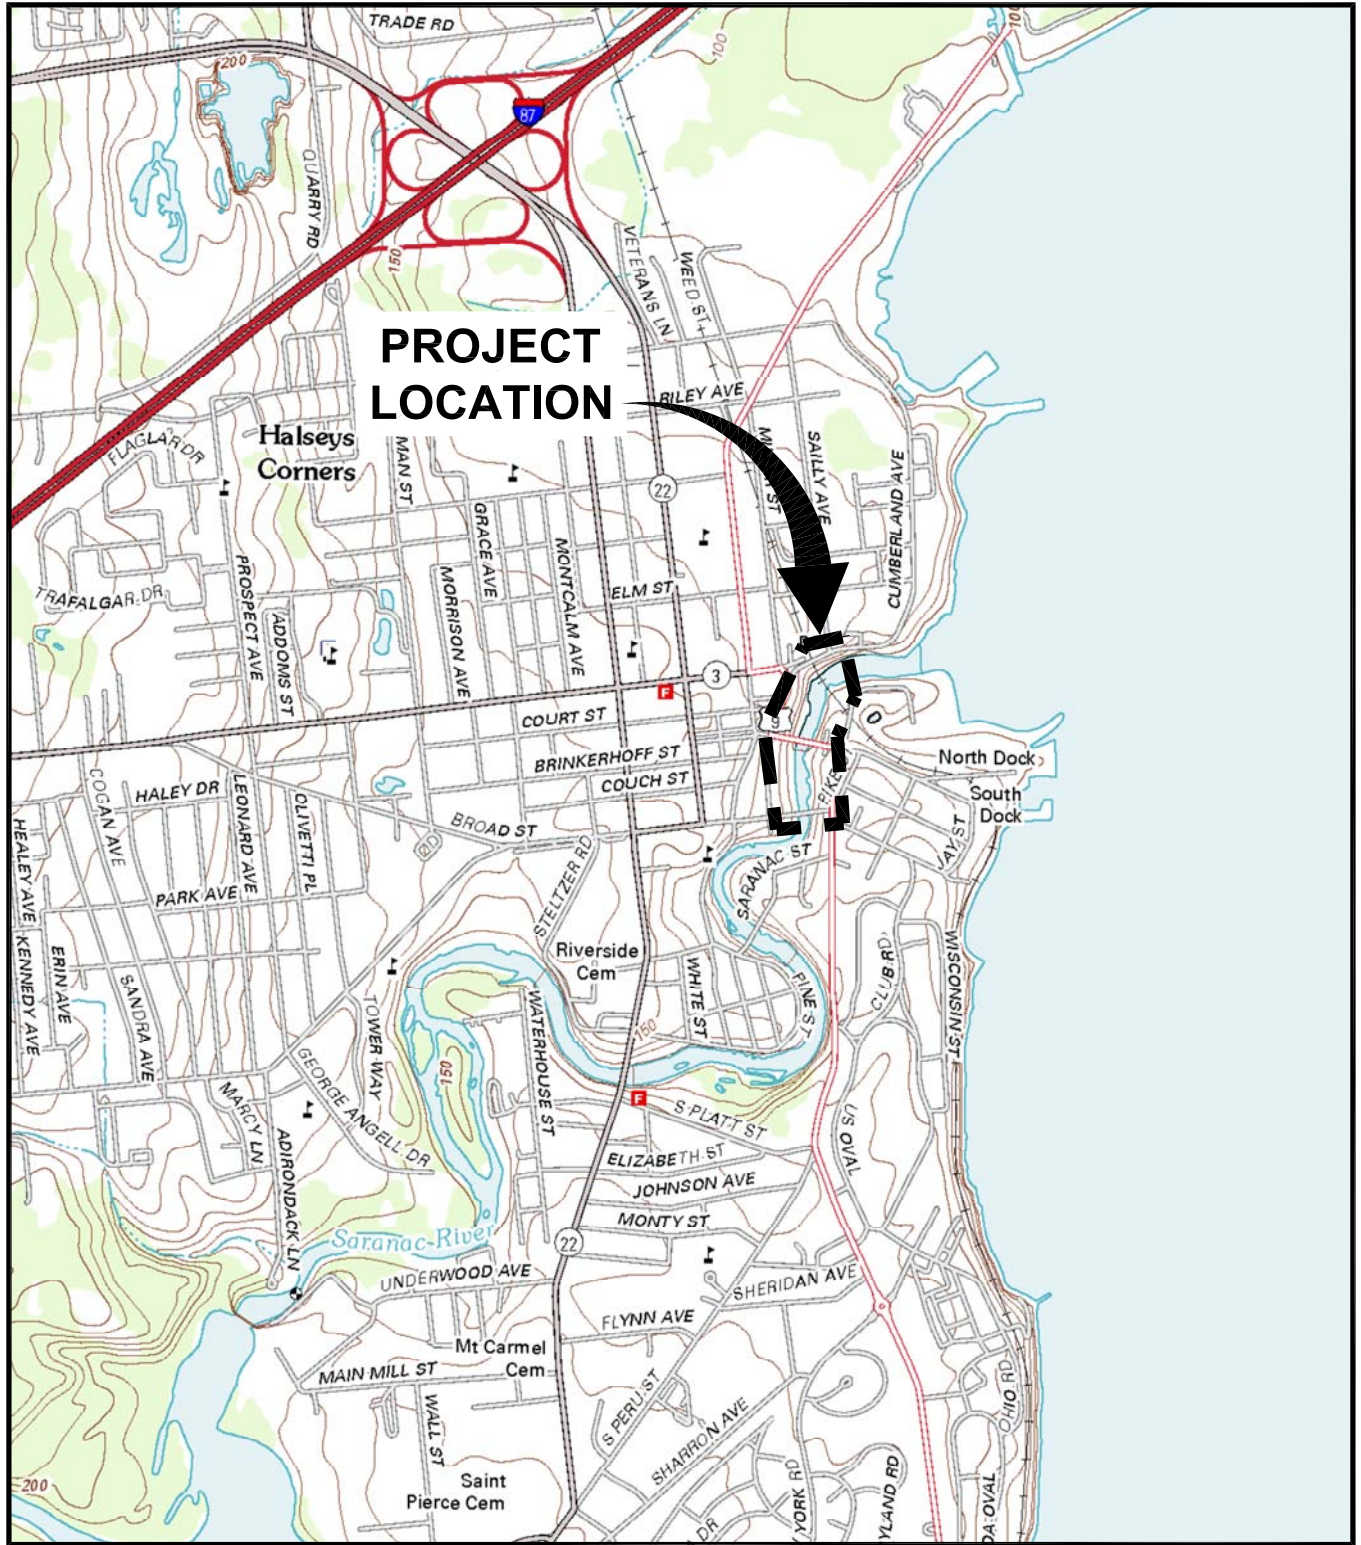 TRADE RD
200
100
100
87
QUARRY RD
150
VETERANS LN
WEED ST
PROJECT
LOCATION
RILEY AVE
Halseys
Corners
FLAGLAR DR
22
SAILLY AVE
CUMBERLAND AVE
GRACE AVE
MONTCALM AVE
PROSPECT AVE
MORRISON AVE
ELM ST
TRAFALGAR DR
ADDOMS ST
3
F
COURT ST
9
BRINKERHOFF ST
COUCH ST
North Dock
South
Dock
COGAN AVE
HALEY DR
LEONARD AVE
OLIVETTI PL
BROAD ST
HEALEY AVE
PARK AVE
STELTZER RD
SARANAC ST
JAY ST
KENNEDY AVE
ERIN AVE
SANDRA AVE
Riverside
Cem
WHITE ST
PINE ST
CLUB RD
WISCONSIN ST
TOWER WAY
WATERHOUSE ST
150
150
GEORGE ANGELL DR
MARCY LN
F
S PLATT ST
US OVAL
ADIRONDACK LN
ELIZABETH ST
JOHNSON AVE
MONTY ST
Saranac River
22
UNDERWOOD AVE
SHERIDAN AVE
FLYNN AVE
Mt Carmel
Cem
MAIN MILL ST
WALL ST
S PERU ST
SHARRON AVE
OHIO RD
200
Saint
Pierce Cem
YORK RD
YLAND RD
DA OVAL
DR